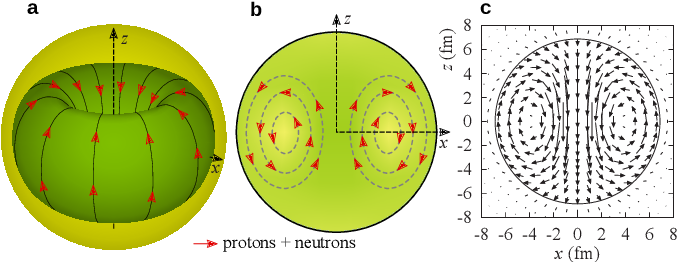 a
b
c
z
x
z
x
protons + neutrons
z (fm)
8
6
4
2
0
-2
-4
-6
-8
-8 -6 -4 -2 0 2 4 6 8
x (fm)